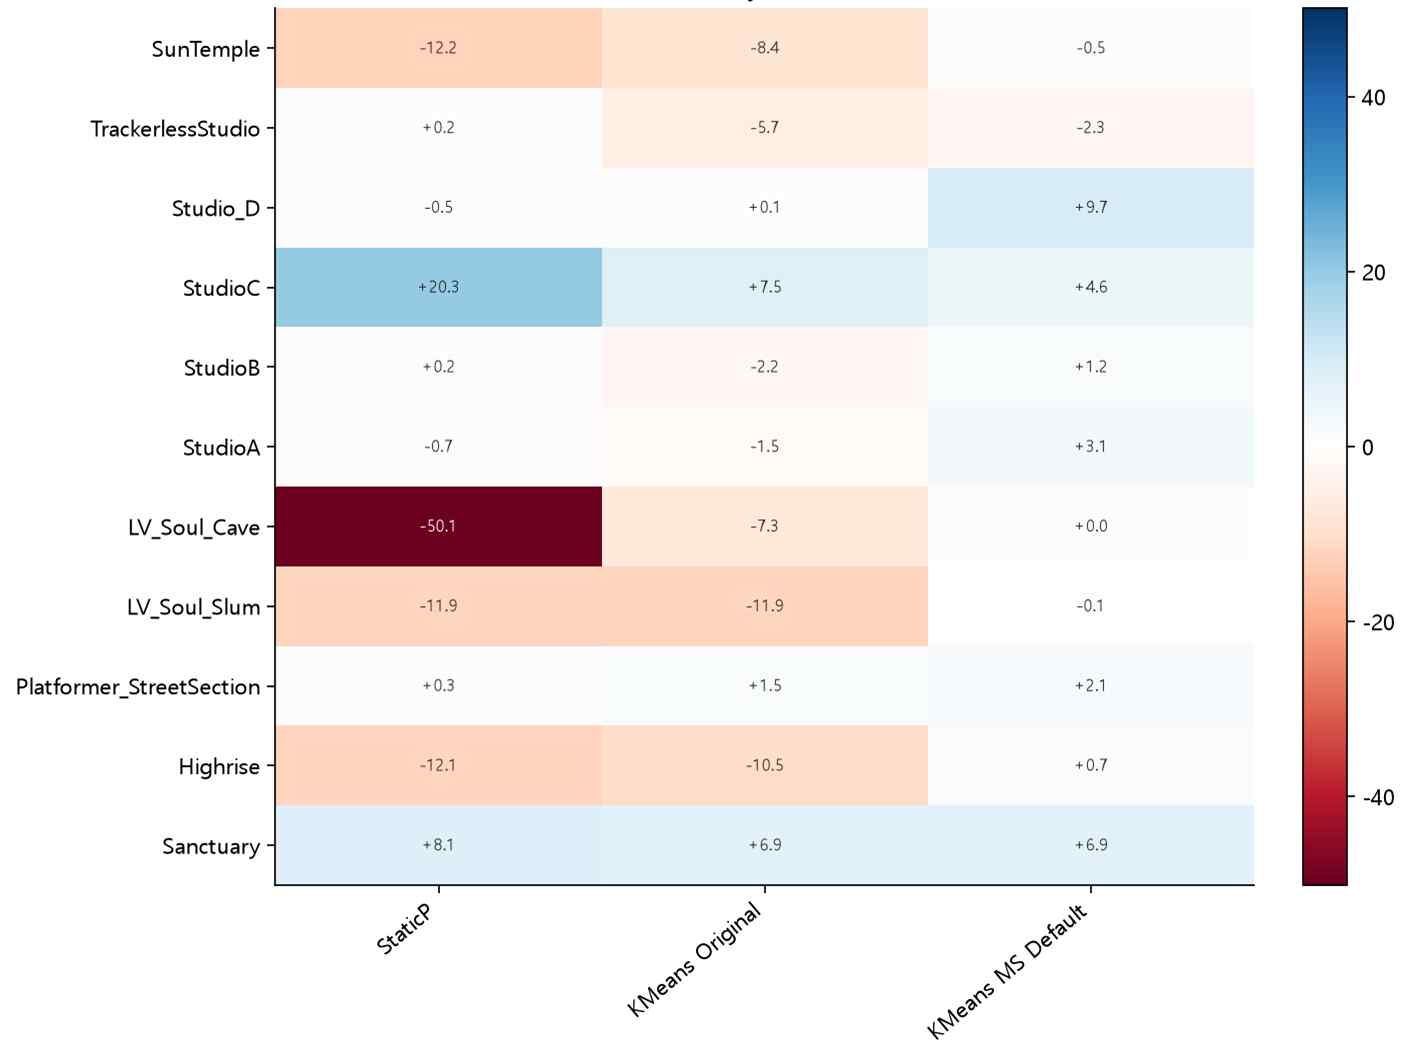 SunTemple -12.2 -8.4 -0.5
TrackerlessStudio +0.2 -5.7 -2.3
Studio_D -0.5 +0.1 +9.7
StudioC +20.3 +7.5 +4.6
StudioB +0.2 -2.2 +1.2
StudioA -0.7 -1.5 +3.1
LV_Soul_Cave -50.1 -7.3 +0.0
LV_Soul_Slum -11.9 -11.9 -0.1
Platformer_StreetSection +0.3 +1.5 +2.1
Highrise -12.1 -10.5 +0.7
Sanctuary +8.1 +6.9 +6.9
StaticP
KMeans Original
KMeans MS Default
40
20
0
-20
-40